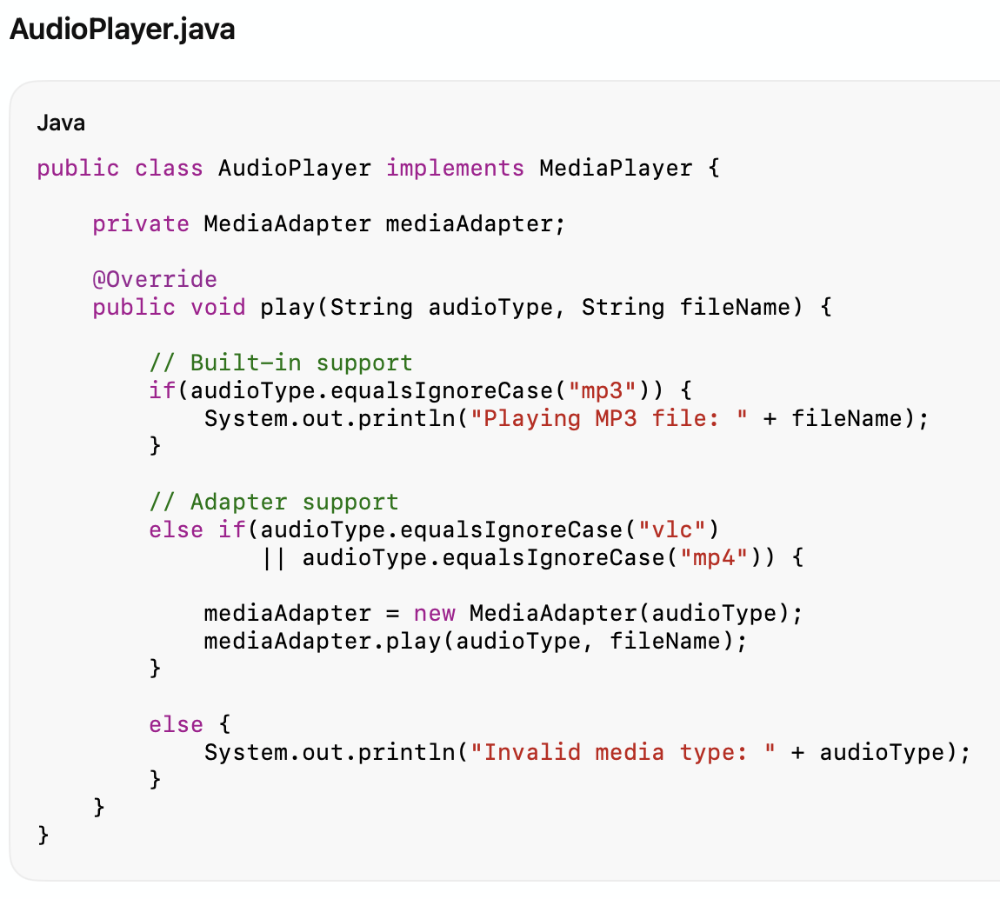 AudioPlayer.java
Java
public class AudioPlayer implements MediaPlayer {
    private MediaAdapter mediaAdapter;
    @Override
    public void play(String audioType, String fileName) {
        // Built-in support
        if(audioType.equalsIgnoreCase("mp3")) {
            System.out.println("Playing MP3 file: " + fileName);
        }
        // Adapter support
        else if(audioType.equalsIgnoreCase("vlc")
                || audioType.equalsIgnoreCase("mp4")) {
            mediaAdapter = new MediaAdapter(audioType);
            mediaAdapter.play(audioType, fileName);
        }
        else {
            System.out.println("Invalid media type: " + audioType);
        }
    }
}